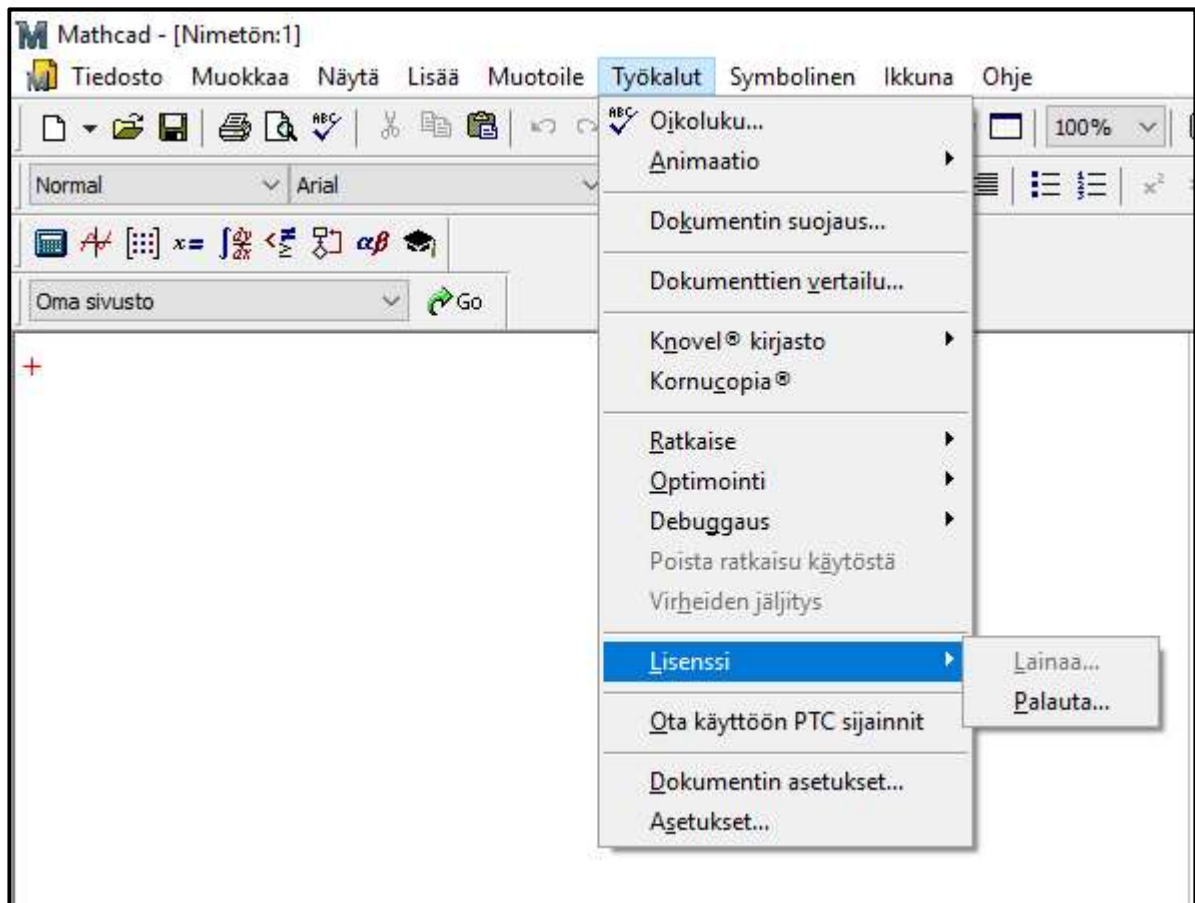 Mathcad - [Nimetön:1]
Tiedosto Muokkaa Näytä Lisää Muotoile Työkalut Symbolinen Ikkuna Ohje
100%
Normal Arial
x= αβ
Oma sivusto Go
ABC Oikoluku...
Animaatio
Dokumentin suojaus...
Dokumenttien vertailu...
Knovel® kirjasto
Kornucopia®
Ratkaise
Optimointi
Debuggaus
Poista ratkaisu käytöstä
Virheiden jäljitys
Lisenssi
Lainaa...
Palauta...
Ota käyttöön PTC sijainnit
Dokumentin asetukset...
Asetukset...